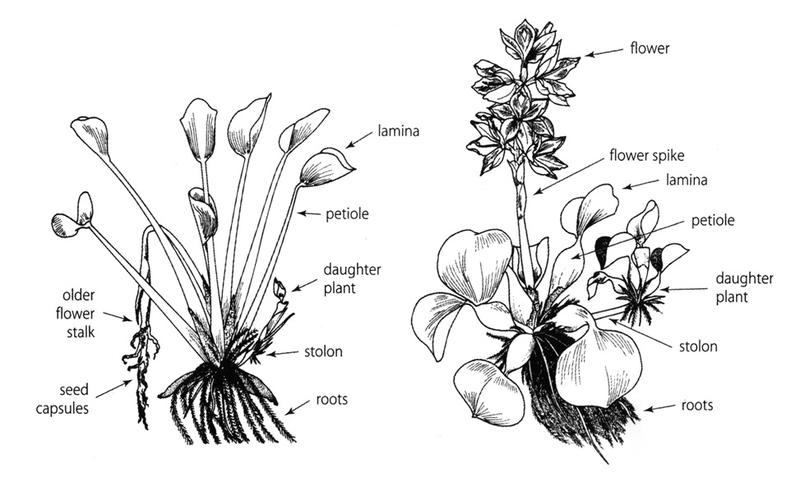 lamina
petiole
daughter
plant
older
flower
stalk
stolon
seed
capsules
roots
flower
flower spike
lamina
petiole
daughter
plant
stolon
roots